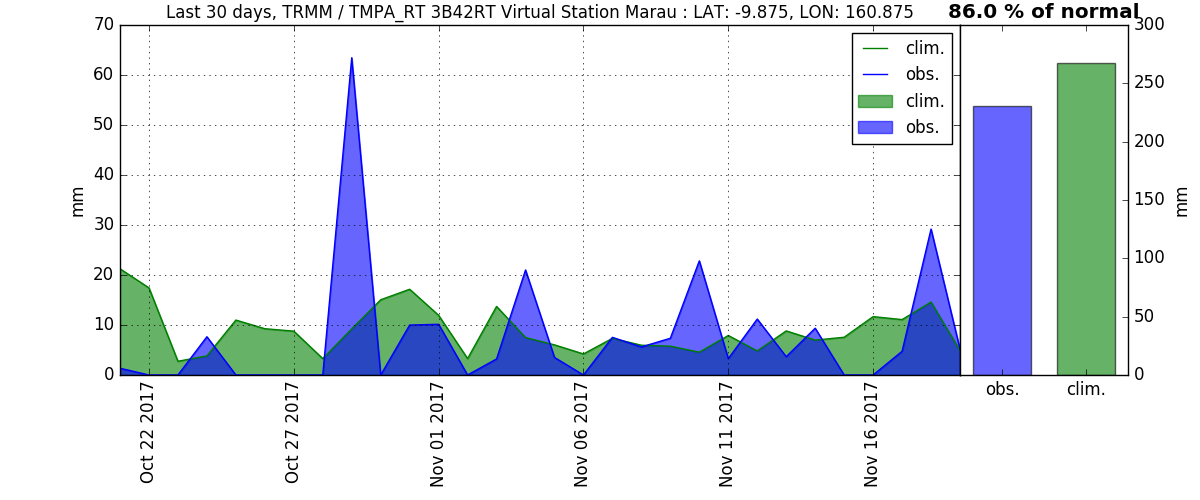 Last 30 days, TRMM / TMPA_RT 3B42RT Virtual Station Marau : LAT: -9.875, LON: 160.875
86.0 % of normal
70
60
50
40
30
20
10
0
mm
clim.
obs.
clim.
obs.
300
250
200
150
100
50
0
mm
obs.
clim.
Oct 22 2017
Oct 27 2017
Nov 01 2017
Nov 06 2017
Nov 11 2017
Nov 16 2017